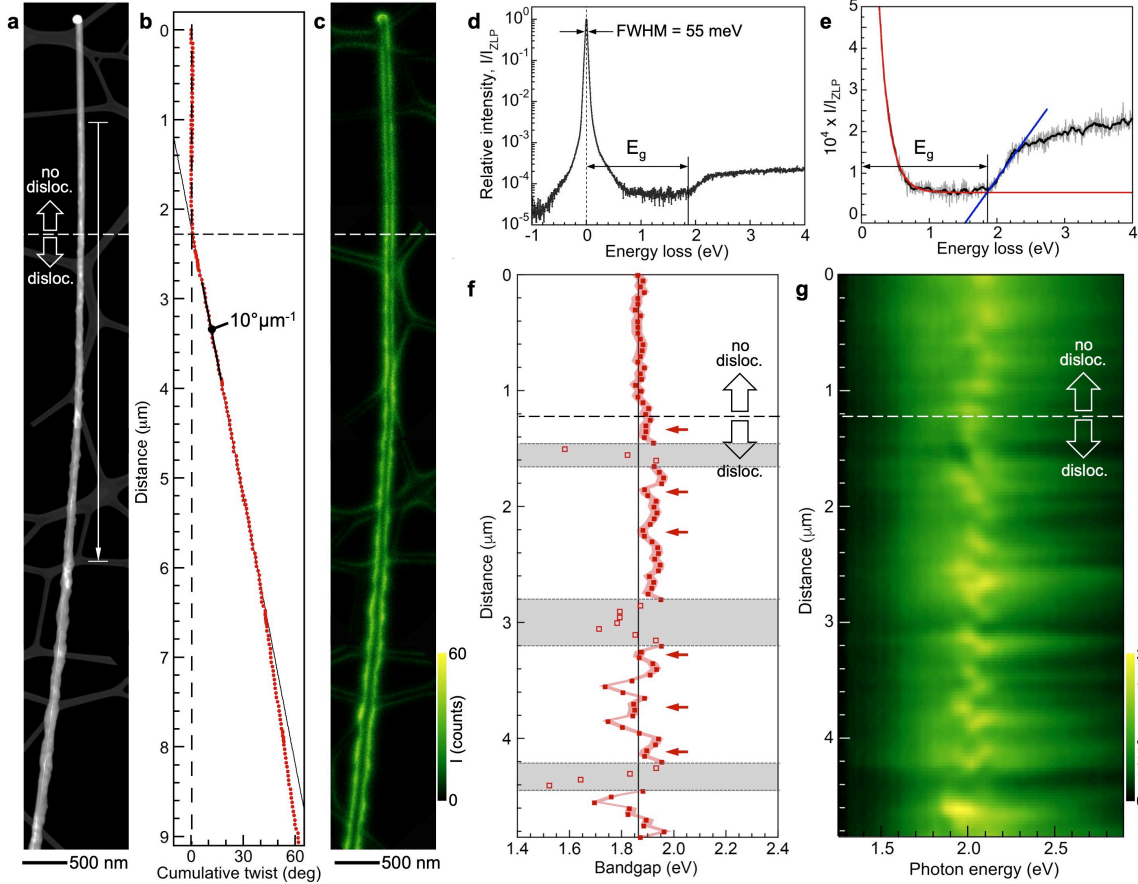 a
no
disloc.
disloc.
500 nm
b
0
1
2
3
4
5
6
7
8
9
Distance (μm)
10°μm⁻¹
0 30 60
Cumulative twist (deg)
c
60
I (counts)
0
500 nm
d
FWHM = 55 meV
Eg
10⁰
10⁻¹
10⁻²
10⁻³
10⁻⁴
10⁻⁵
Relative intensity, I/I_ZLP
-1 0 1 2 3 4
Energy loss (eV)
e
5
4
3
2
1
0
10⁴ x I/I_ZLP
Eg
0 1 2 3 4
Energy loss (eV)
f
0
1
2
3
4
Distance (μm)
no
disloc.
disloc.
1.4 1.6 1.8 2.0 2.2 2.4
Bandgap (eV)
g
0
1
2
3
4
Distance (μm)
no
disloc.
disloc.
1.5 2.0 2.5
Photon energy (eV)